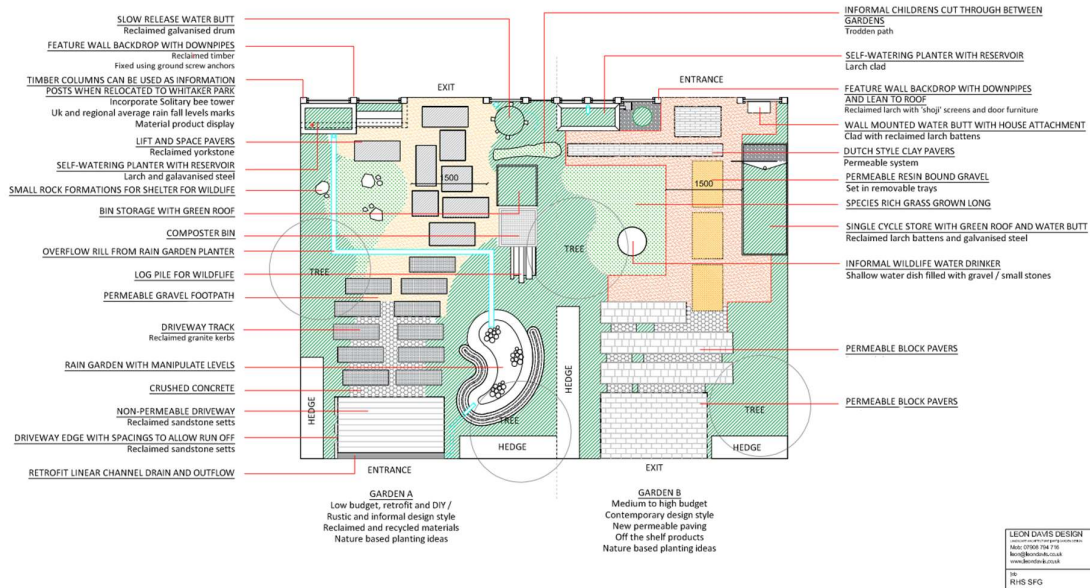 SLOW RELEASE WATER BUTT
Reclaimed galvanised drum
FEATURE WALL BACKDROP WITH DOWNPIPES
Reclaimed timber
Fixed using ground screw anchors
TIMBER COLUMNS CAN BE USED AS INFORMATION
POSTS WHEN RELOCATED TO WHITAKER PARK
Incorporate Solitary bee tower
Uk and regional average rain fall levels marks
Material product display
LIFT AND SPACE PAVERS
Reclaimed yorkstone
SELF-WATERING PLANTER WITH RESERVOIR
Larch and galavanised steel
SMALL ROCK FORMATIONS FOR SHELTER FOR WILDLIFE
BIN STORAGE WITH GREEN ROOF
COMPOSTER BIN
OVERFLOW RILL FROM RAIN GARDEN PLANTER
LOG PILE FOR WILDFLIFE
PERMEABLE GRAVEL FOOTPATH
DRIVEWAY TRACK
Reclaimed granite kerbs
RAIN GARDEN WITH MANIPULATE LEVELS
CRUSHED CONCRETE
NON-PERMEABLE DRIVEWAY
Reclaimed sandstone setts
DRIVEWAY EDGE WITH SPACINGS TO ALLOW RUN OFF
Reclaimed sandstone setts
RETROFIT LINEAR CHANNEL DRAIN AND OUTFLOW
EXIT
ENTRANCE
1500
1500
TREE
TREE
TREE
TREE
HEDGE
HEDGE
HEDGE
HEDGE
ENTRANCE
EXIT
GARDEN A
Low budget, retrofit and DIY /
Rustic and informal design style
Reclaimed and recycled materials
Nature based planting ideas
GARDEN B
Medium to high budget
Contemporary design style
New permeable paving
Off the shelf products
Nature based planting ideas
INFORMAL CHILDRENS CUT THROUGH BETWEEN
GARDENS
Trodden path
SELF-WATERING PLANTER WITH RESERVOIR
Larch clad
FEATURE WALL BACKDROP WITH DOWNPIPES
AND LEAN TO ROOF
Reclaimed larch with 'shoji' screens and door furniture
WALL MOUNTED WATER BUTT WITH HOUSE ATTACHMENT
Clad with reclaimed larch battens
DUTCH STYLE CLAY PAVERS
Permeable system
PERMEABLE RESIN BOUND GRAVEL
Set in removable trays
SPECIES RICH GRASS GROWN LONG
SINGLE CYCLE STORE WITH GREEN ROOF AND WATER BUTT
Reclaimed larch battens and galvanised steel
INFORMAL WILDLIFE WATER DRINKER
Shallow water dish filled with gravel / small stones
PERMEABLE BLOCK PAVERS
PERMEABLE BLOCK PAVERS
LEON DAVIS DESIGN
www.leondavis.co.uk
RHS SFG